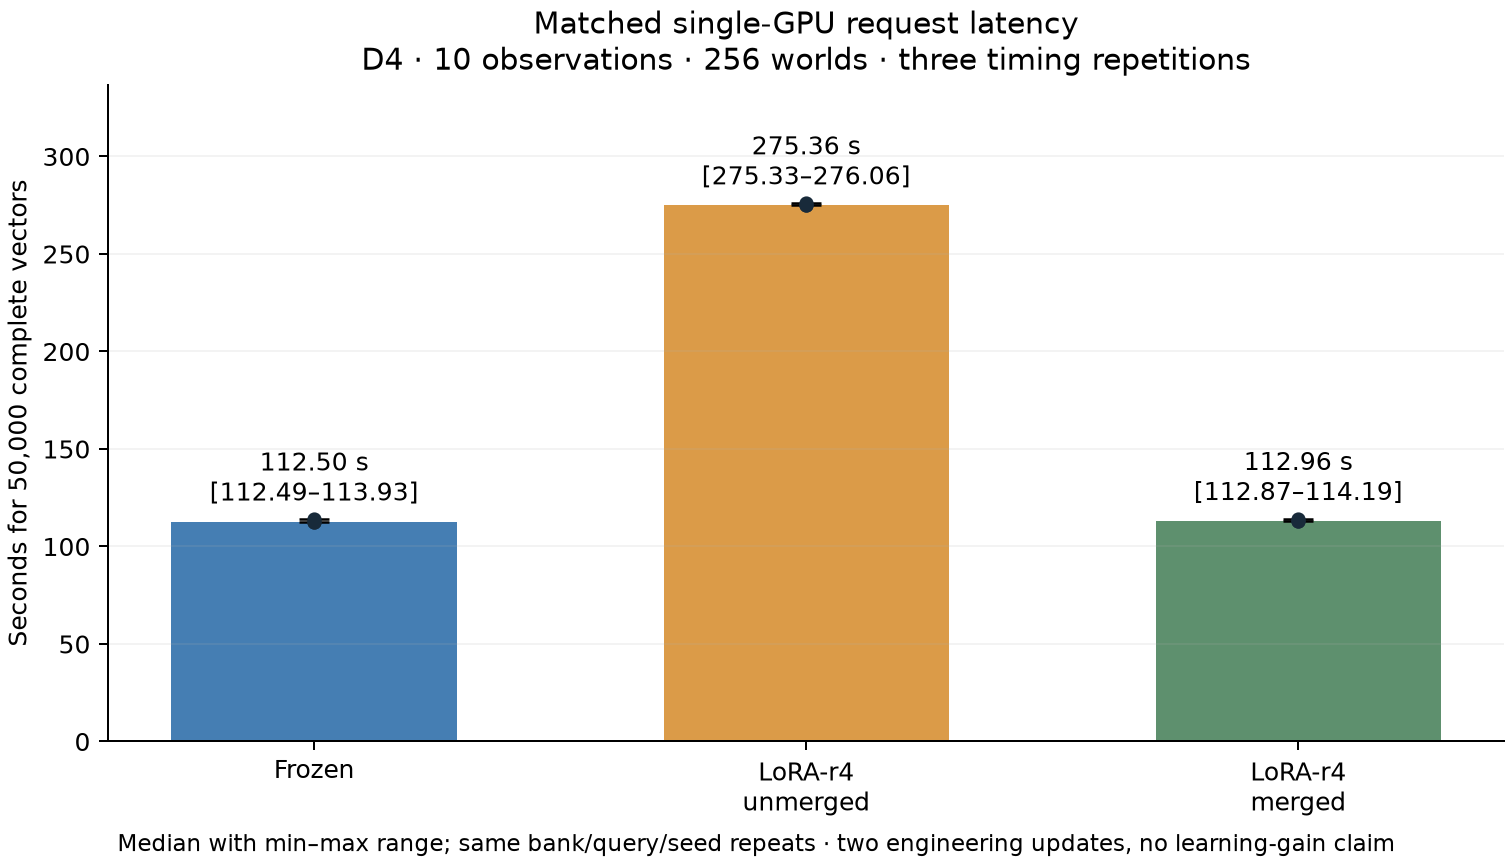 Matched single-GPU request latency
D4 · 10 observations · 256 worlds · three timing repetitions
Seconds for 50,000 complete vectors
300
250
200
150
100
50
0
112.50 s
[112.49–113.93]
275.36 s
[275.33–276.06]
112.96 s
[112.87–114.19]
Frozen
LoRA-r4
unmerged
LoRA-r4
merged
Median with min–max range; same bank/query/seed repeats · two engineering updates, no learning-gain claim